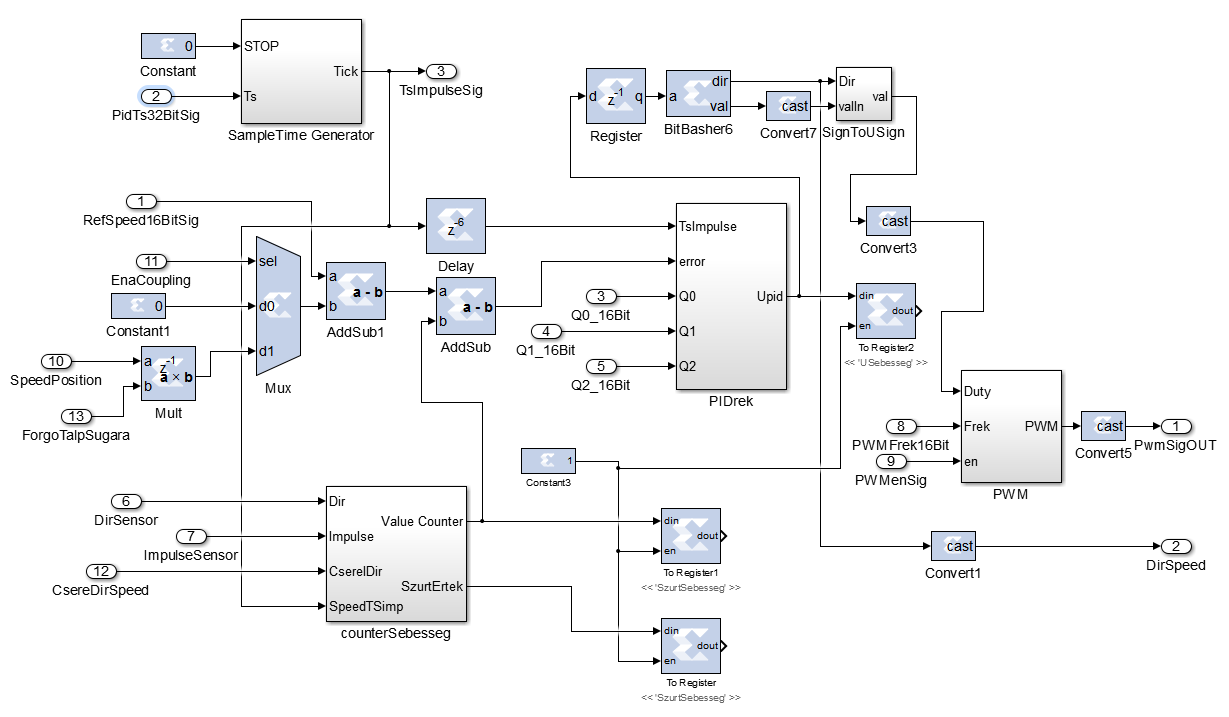 0
STOP
Constant
Tick
3
TsImpulseSig
2
Ts
PidTs32BitSig
SampleTime Generator
d
z-1
q
Register
a
dir
val
BitBasher6
cast
Convert7
Dir
valIn
val
SignToUSign
1
RefSpeed16BitSig
z-6
Delay
TsImpulse
error
Q0
Q1
Q2
Upid
PIDrek
cast
Convert3
11
EnaCoupling
0
Constant1
sel
d0
d1
Mux
a
b
a - b
AddSub1
a
b
a - b
AddSub
3
Q0_16Bit
4
Q1_16Bit
5
Q2_16Bit
din
en
dout
To Register2
<< 'USebesseg' >>
10
SpeedPosition
13
ForgoTalpSugara
a
b
z-1
a × b
Mult
Duty
Frek
en
PWM
PWM
8
PWMFrek16Bit
9
PWMenSig
cast
Convert5
1
PwmSigOUT
1
Constant3
6
DirSensor
7
ImpulseSensor
12
CsereDirSpeed
Dir
Impulse
CserelDir
SpeedTSimp
Value Counter
SzurtErtek
counterSebesseg
din
en
dout
To Register1
<< 'SzurtSebesseg' >>
cast
Convert1
2
DirSpeed
din
en
dout
To Register
<< 'SzurtSebesseg' >>